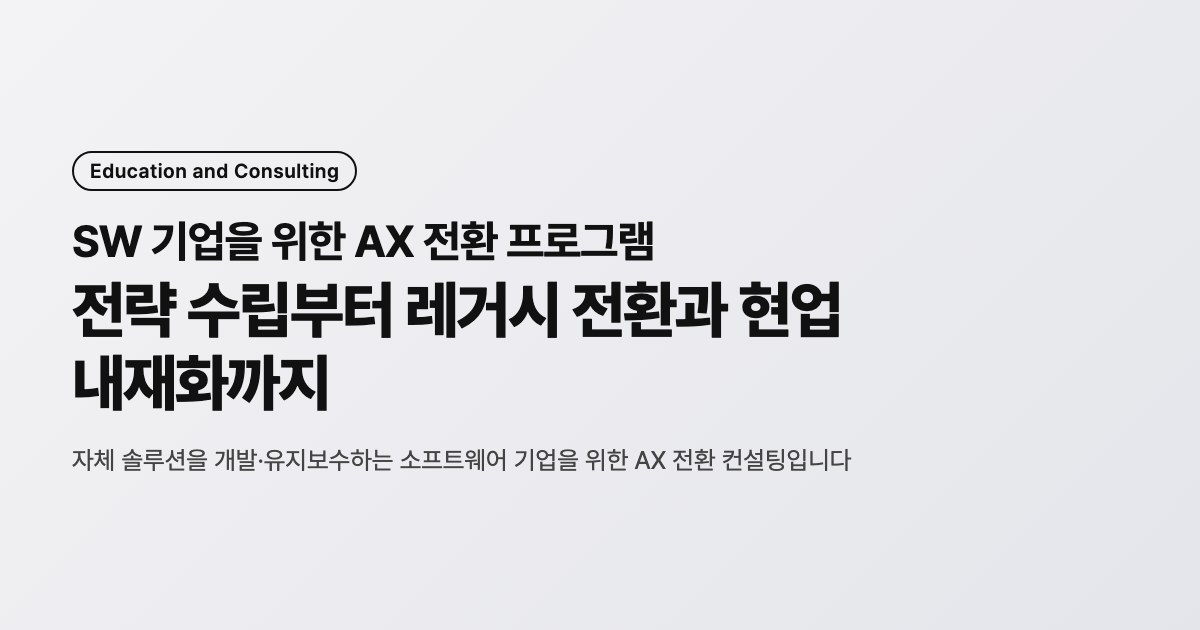 Education and Consulting
SW 기업을 위한 AX 전환 프로그램
전략 수립부터 레거시 전환과 현업
내재화까지
자체 솔루션을 개발·유지보수하는 소프트웨어 기업을 위한 AX 전환 컨설팅입니다